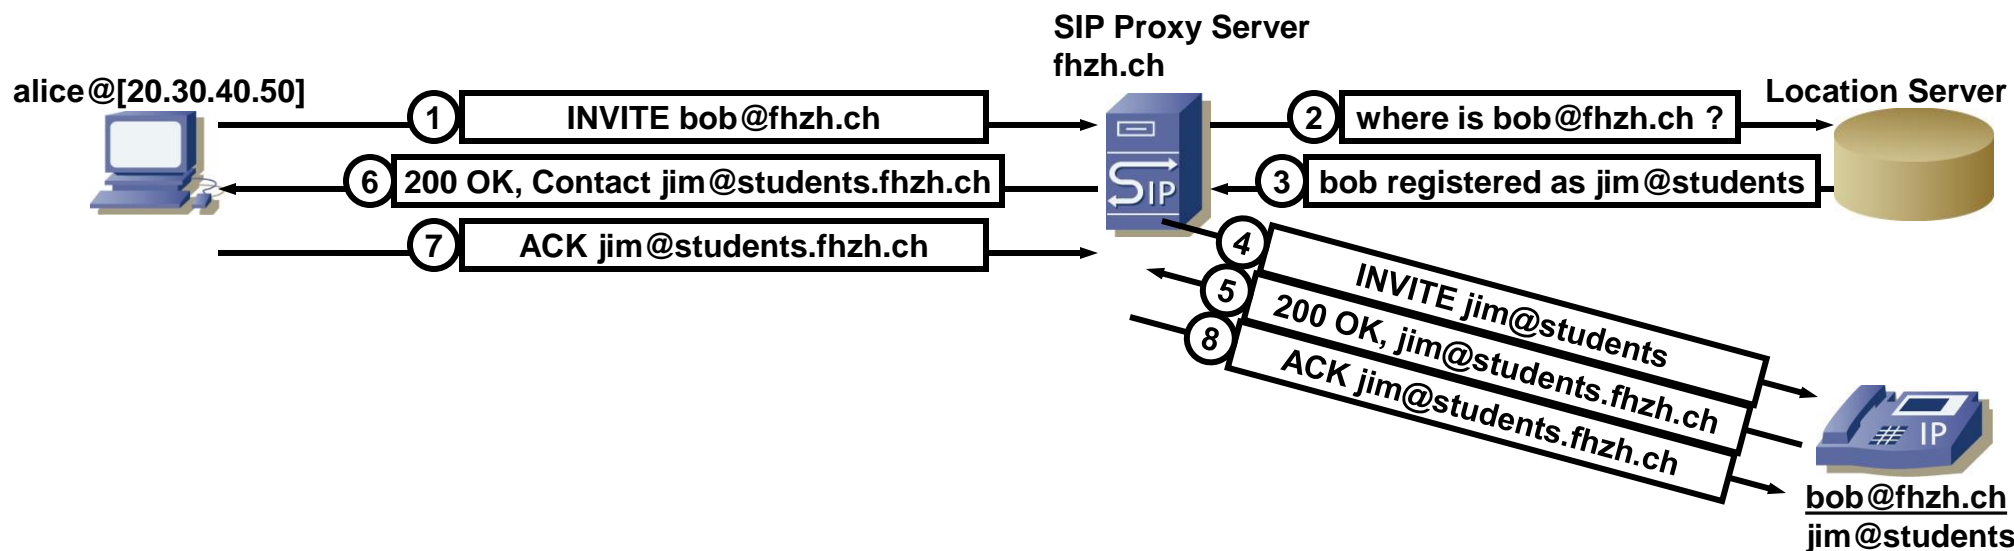 SIP Proxy Server
fhzh.ch
alice@[20.30.40.50]
Location Server
1 INVITE bob@fhzh.ch
2 where is bob@fhzh.ch ?
6 200 OK, Contact jim@students.fhzh.ch
SIP
3 bob registered as jim@students
7 ACK jim@students.fhzh.ch
4 INVITE jim@students
5 200 OK, jim@students.fhzh.ch
8 ACK jim@students.fhzh.ch
IP
bob@fhzh.ch
jim@students